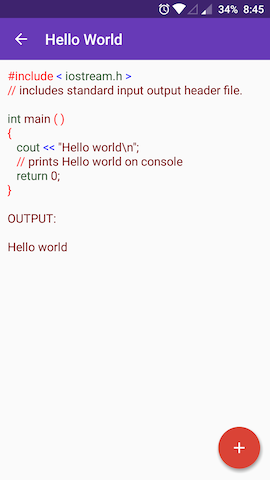 34% 8:45
Hello World
#include < iostream.h >
// includes standard input output header file.
int main ( )
{
cout << "Hello world\n";
// prints Hello world on console
return 0;
}
OUTPUT:
Hello world
+